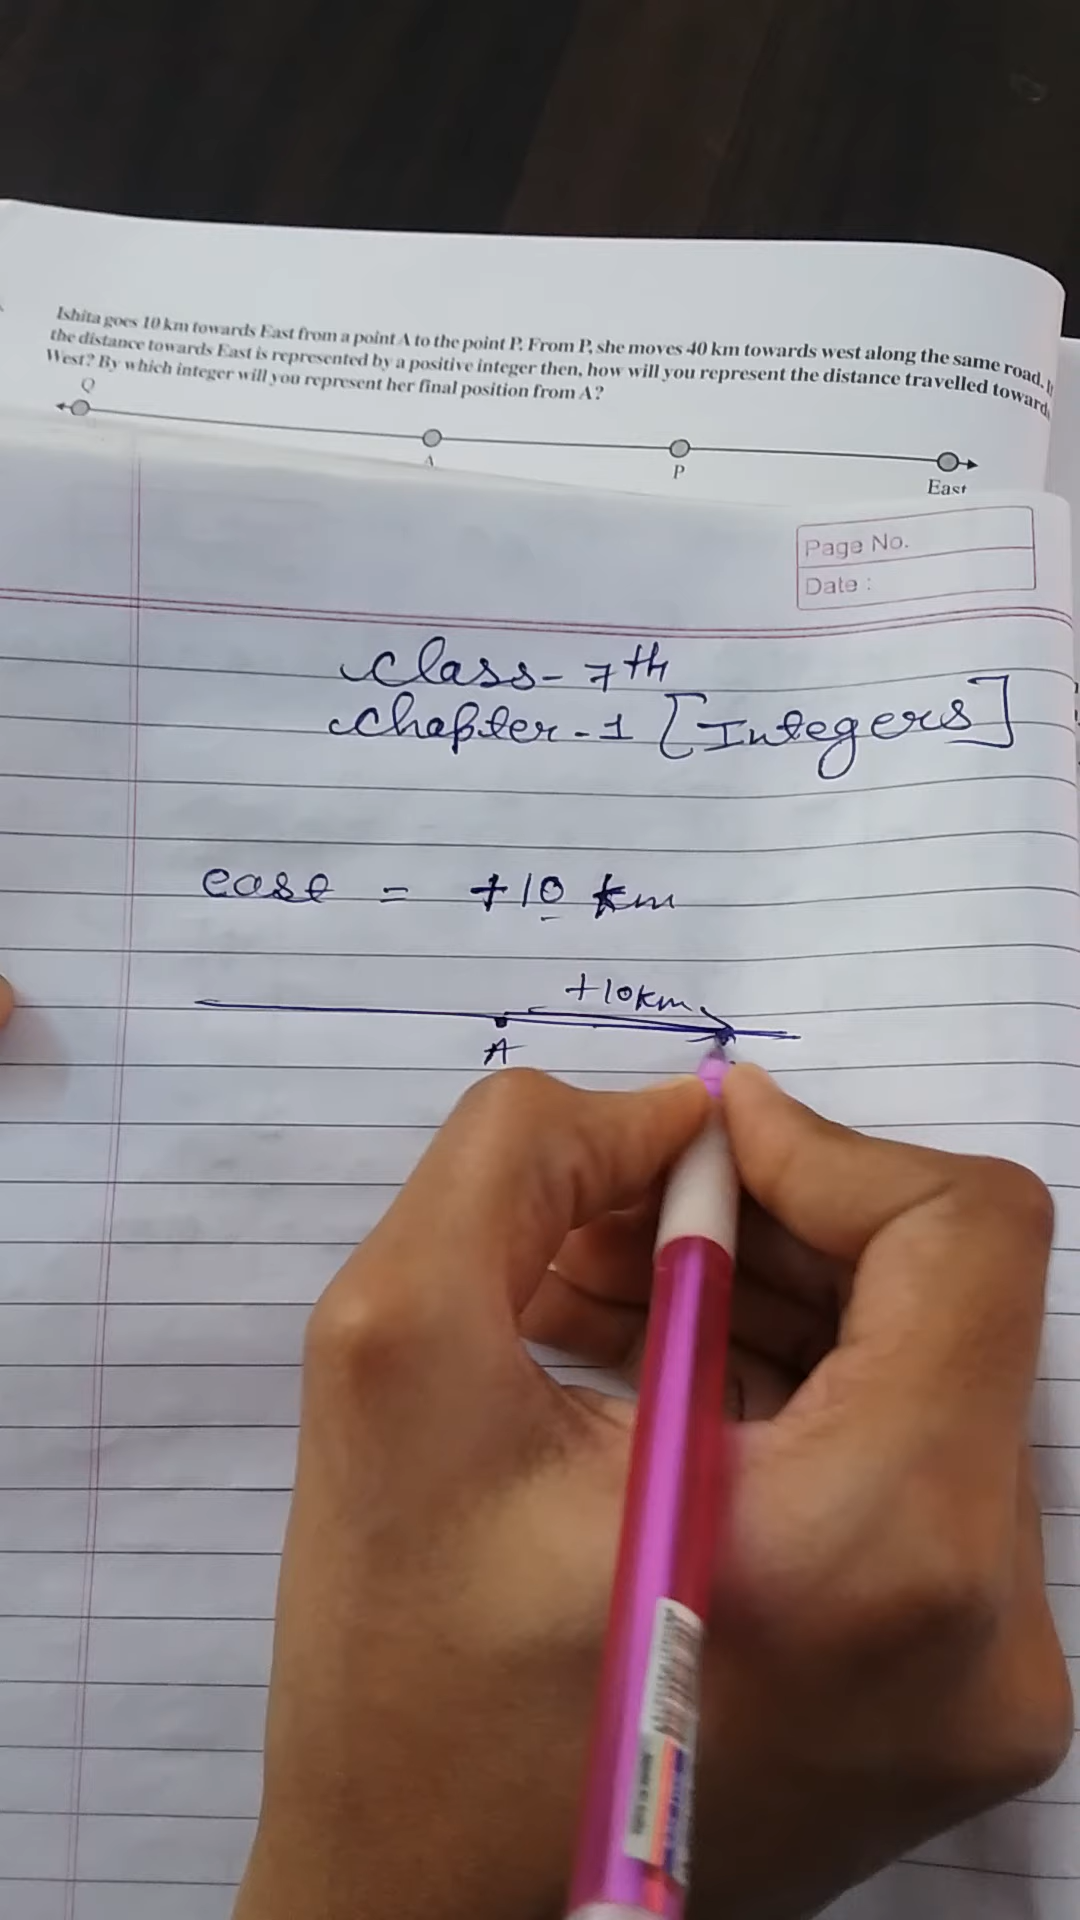 Ishita goes 10 km towards East from a point A to the point P. From P, she moves 40 km towards west along the same road. If
the distance towards East is represented by a positive integer then, how will you represent the distance travelled towards
West? By which integer will you represent her final position from A?
Q
A
P
East
Page No.
Date :
Class - 7th
Chapter - 1 [Integers]
east = +10 km
+10km
A